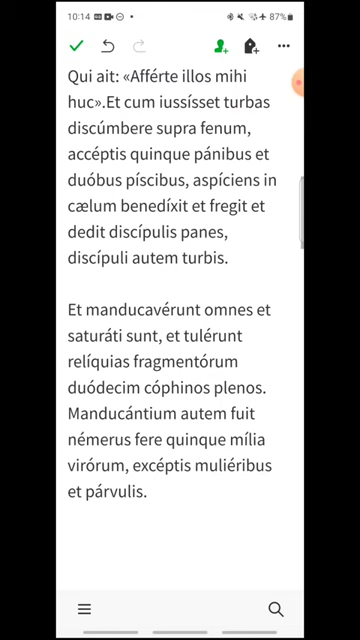 10:14
87%
Qui ait: «Afférte illos mihi
huc».Et cum iussísset turbas
discúmbere supra fenum,
accéptis quinque pánibus et
duóbus píscibus, aspíciens in
cælum benedíxit et fregit et
dedit discípulis panes,
discípuli autem turbis.
Et manducavérunt omnes et
saturáti sunt, et tulérunt
relíquias fragmentórum
duódecim cóphinos plenos.
Manducántium autem fuit
némerus fere quinque mília
virórum, excéptis muliéribus
et párvulis.